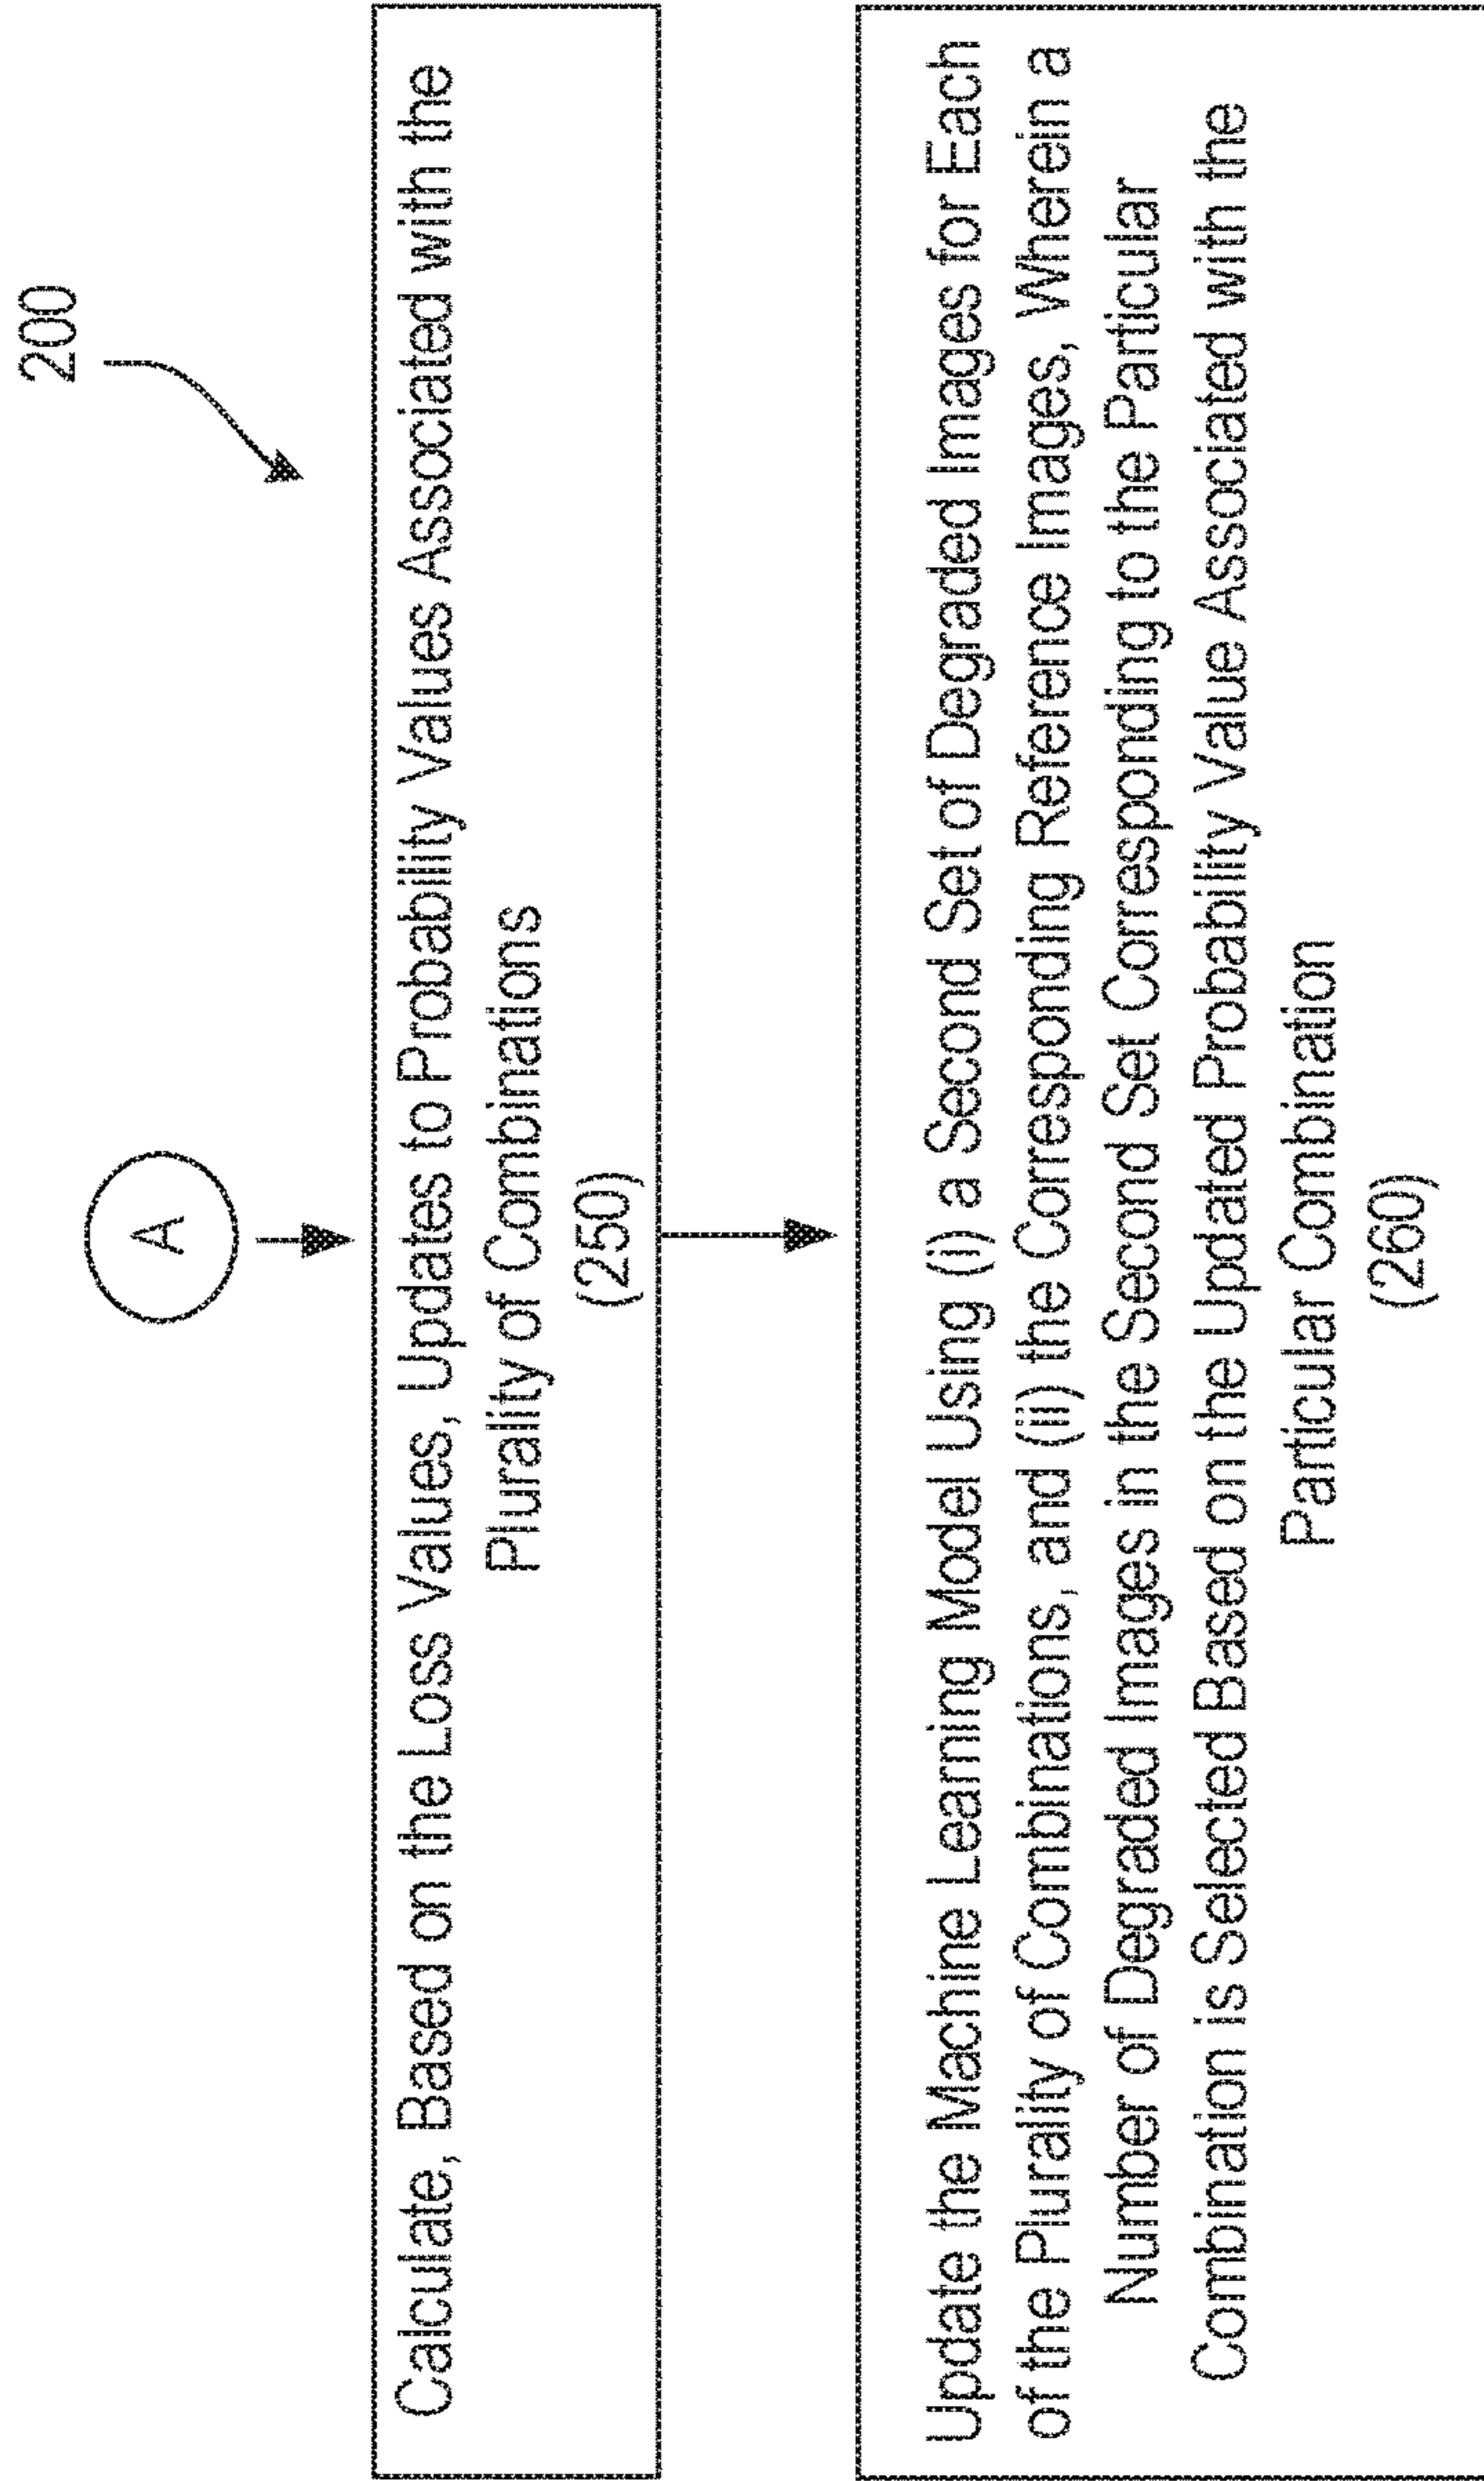 200
A
Calculate, Based on the Loss Values, Updates to Probability Values Associated with the
Plurality of Combinations
(250)
Update the Machine Learning Model Using (i) a Second Set of Degraded Images for Each
of the Plurality of Combinations, and (ii) the Corresponding Reference Images, Wherein a
Number of Degraded Images in the Second Set Corresponding to the Particular
Combination is Selected Based on the Updated Probability Value Associated with the
Particular Combination
(260)